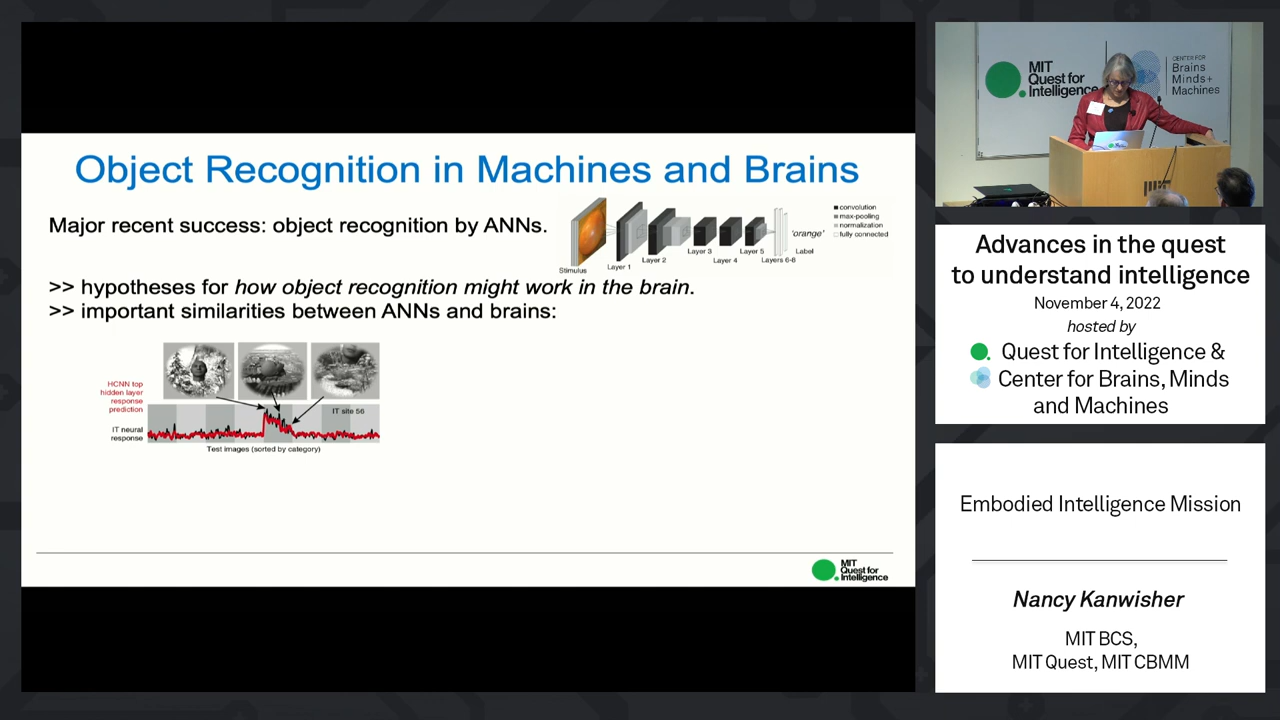 Object Recognition in Machines and Brains
Major recent success: object recognition by ANNs.
convolution
max-pooling
normalization
fully connected
'orange'
Stimulus
Layer 1
Layer 2
Layer 3
Layer 4
Layer 5
Layers 6-8
Label
>> hypotheses for how object recognition might work in the brain.
>> important similarities between ANNs and brains:
HCNN top
hidden layer
response
prediction
IT neural
response
IT site 56
Test images (sorted by category)
MIT
Quest for
Intelligence
MIT
Quest for
Intelligence
CENTER FOR
Brains
Minds+
Machines
MIT
Advances in the quest
to understand intelligence
November 4, 2022
hosted by
Quest for Intelligence &
Center for Brains, Minds
and Machines
Embodied Intelligence Mission
Nancy Kanwisher
MIT BCS,
MIT Quest, MIT CBMM